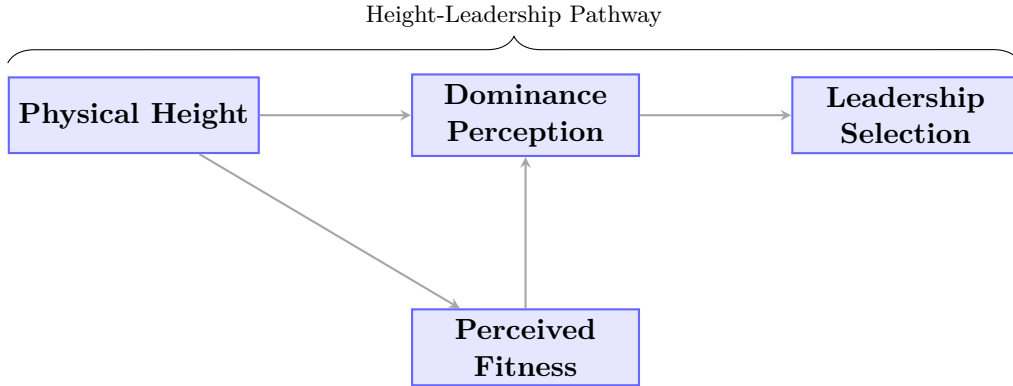 Height-Leadership Pathway
Physical Height
Dominance
Perception
Leadership
Selection
Perceived
Fitness